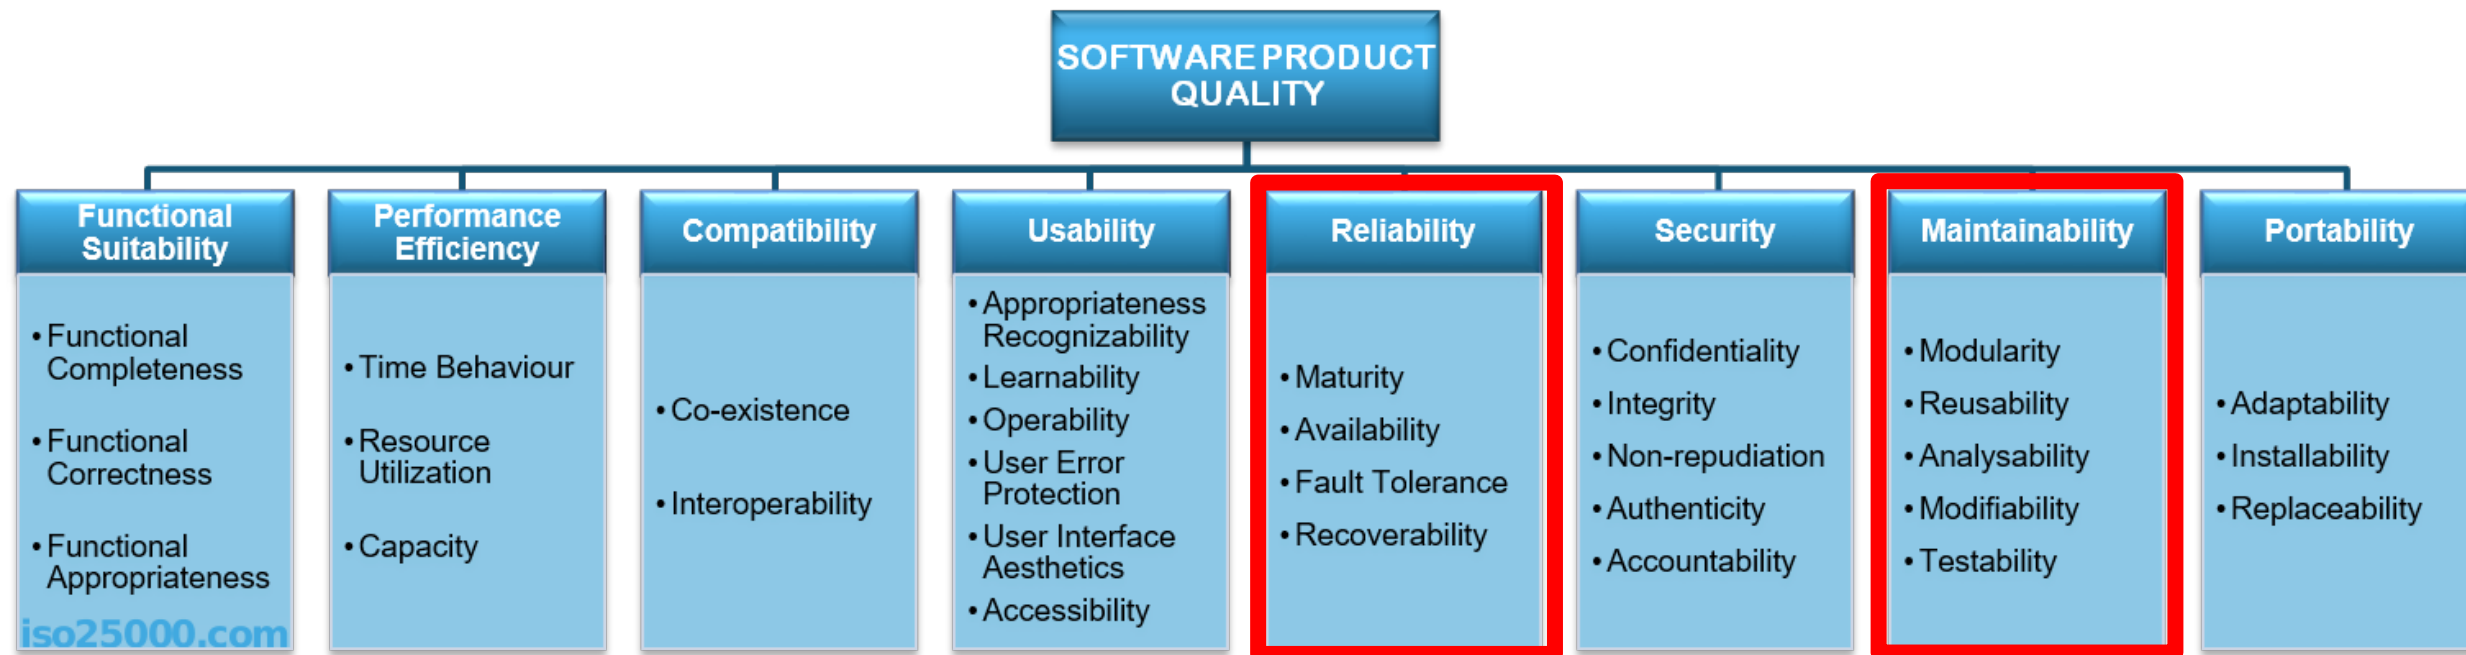 SOFTWARE PRODUCT
QUALITY
Functional
Suitability
• Functional
Completeness
• Functional
Correctness
• Functional
Appropriateness
iso25000.com
Performance
Efficiency
• Time Behaviour
• Resource
Utilization
• Capacity
Compatibility
• Co-existence
• Interoperability
Usability
• Appropriateness
Recognizability
• Learnability
• Operability
• User Error
Protection
• User Interface
Aesthetics
• Accessibility
Reliability
• Maturity
• Availability
• Fault Tolerance
• Recoverability
Security
• Confidentiality
• Integrity
• Non-repudiation
• Authenticity
• Accountability
Maintainability
• Modularity
• Reusability
• Analysability
• Modifiability
• Testability
Portability
• Adaptability
• Installability
• Replaceability